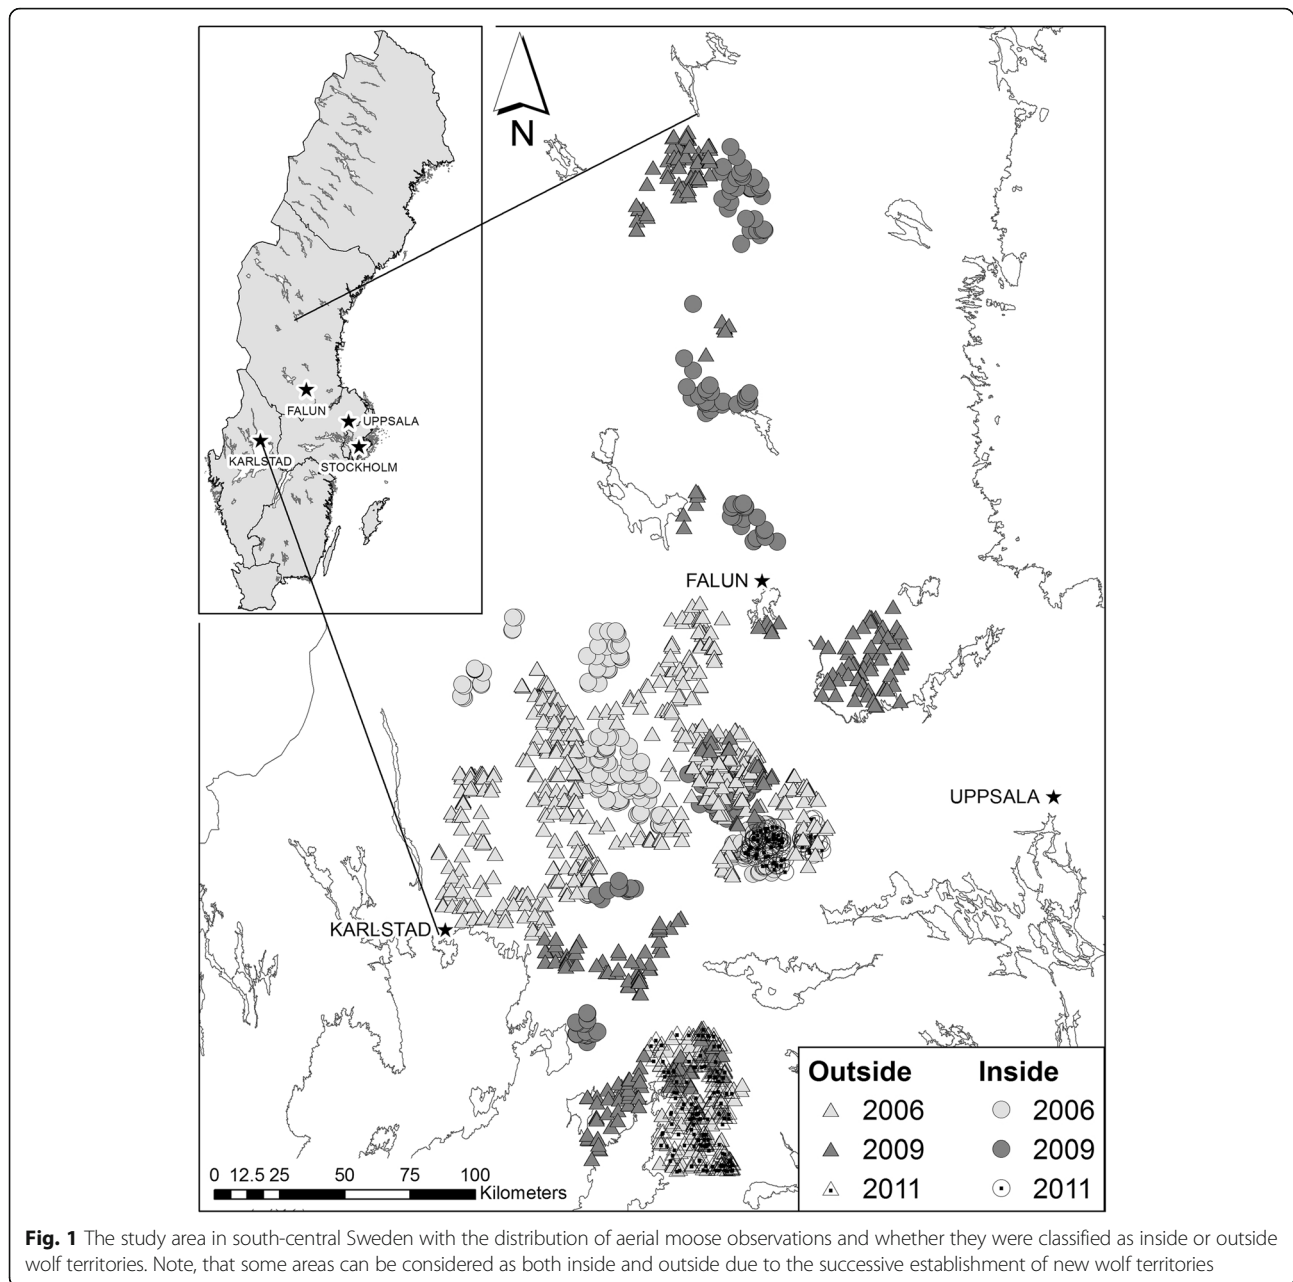 N
FALUN
UPPSALA
KARLSTAD
STOCKHOLM
FALUN
UPPSALA
KARLSTAD
Outside Inside
2006 2006
2009 2009
2011 2011
0 12.5 25 50 75 100
Kilometers
Fig. 1 The study area in south-central Sweden with the distribution of aerial moose observations and whether they were classified as inside or outside
wolf territories. Note, that some areas can be considered as both inside and outside due to the successive establishment of new wolf territories